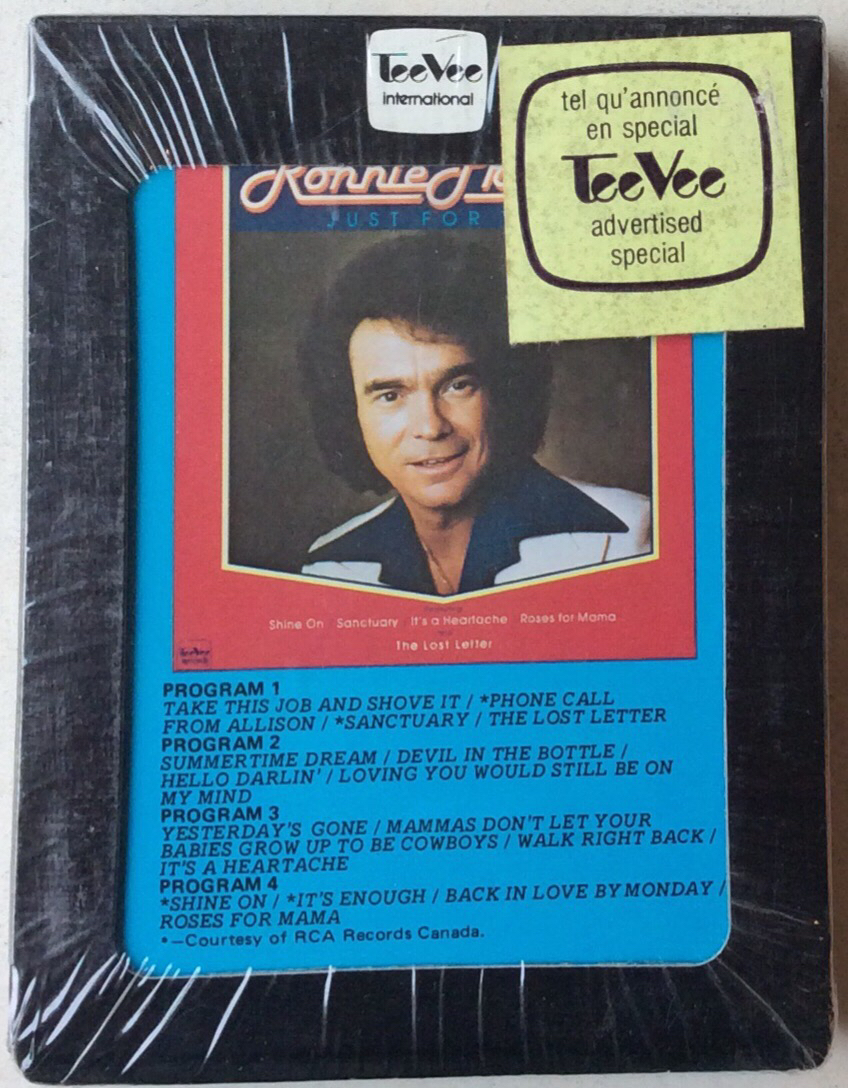 TeeVee
international
tel qu'annoncé
en special
TeeVee
advertised
special
Ronnie
JUST FOR
Shine On Sanctuary It's a Heartache Roses for Mama
The Lost Letter
TeeVee
PROGRAM 1
TAKE THIS JOB AND SHOVE IT / *PHONE CALL
FROM ALLISON / *SANCTUARY / THE LOST LETTER
PROGRAM 2
SUMMERTIME DREAM / DEVIL IN THE BOTTLE /
HELLO DARLIN' / LOVING YOU WOULD STILL BE ON
MY MIND
PROGRAM 3
YESTERDAY'S GONE / MAMMAS DON'T LET YOUR
BABIES GROW UP TO BE COWBOYS / WALK RIGHT BACK /
IT'S A HEARTACHE
PROGRAM 4
*SHINE ON / *IT'S ENOUGH / BACK IN LOVE BY MONDAY /
ROSES FOR MAMA
*—Courtesy of RCA Records Canada.